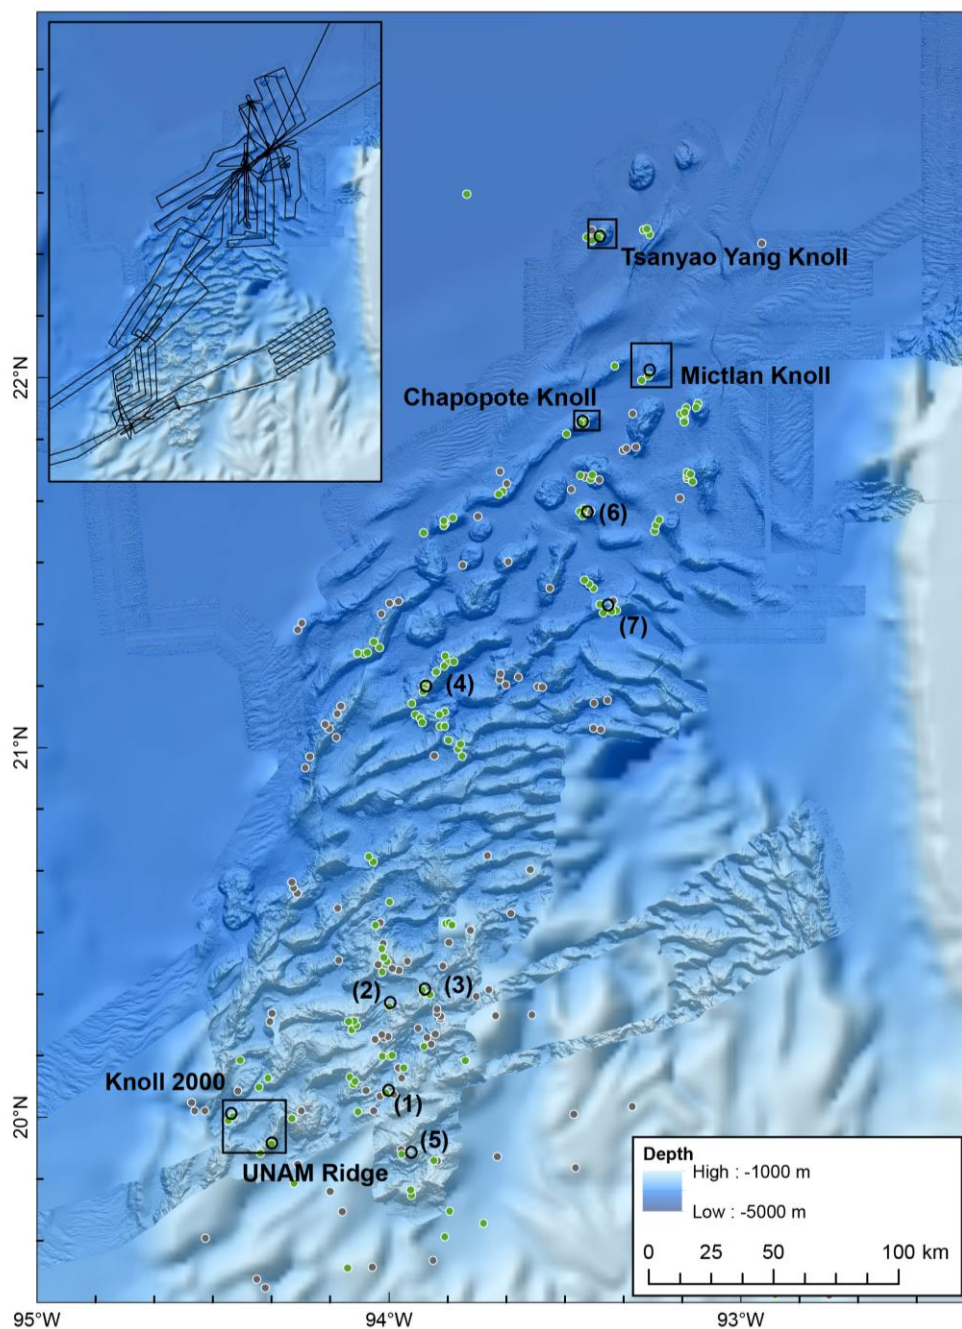 Tsanyao Yang Knoll
22°N
Mictlan Knoll
Chapopote Knoll
(6)
(7)
(4)
21°N
(2)
(3)
Knoll 2000
(1)
20°N
(5)
UNAM Ridge
Depth
High : -1000 m
Low : -5000 m
0 25 50 100 km
95°W 94°W 93°W